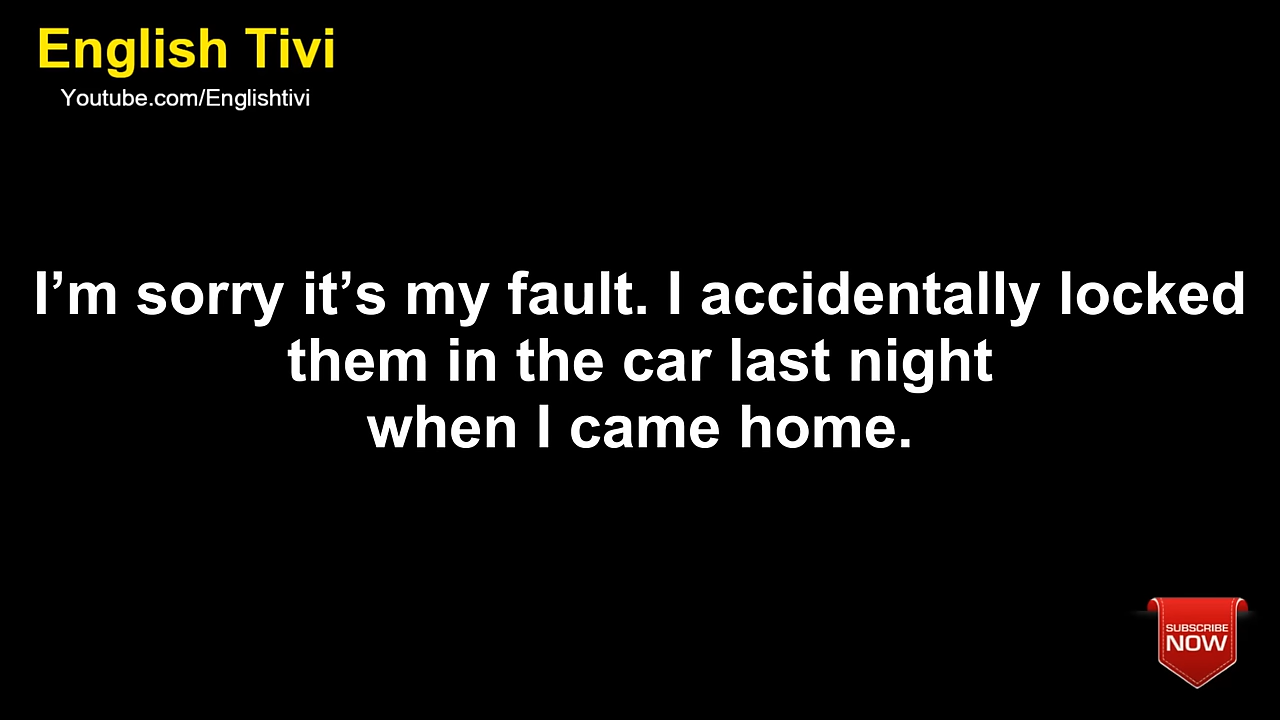 English Tivi
Youtube.com/Englishtivi
I’m sorry it’s my fault. I accidentally locked
them in the car last night
when I came home.
SUBSCRIBE
NOW